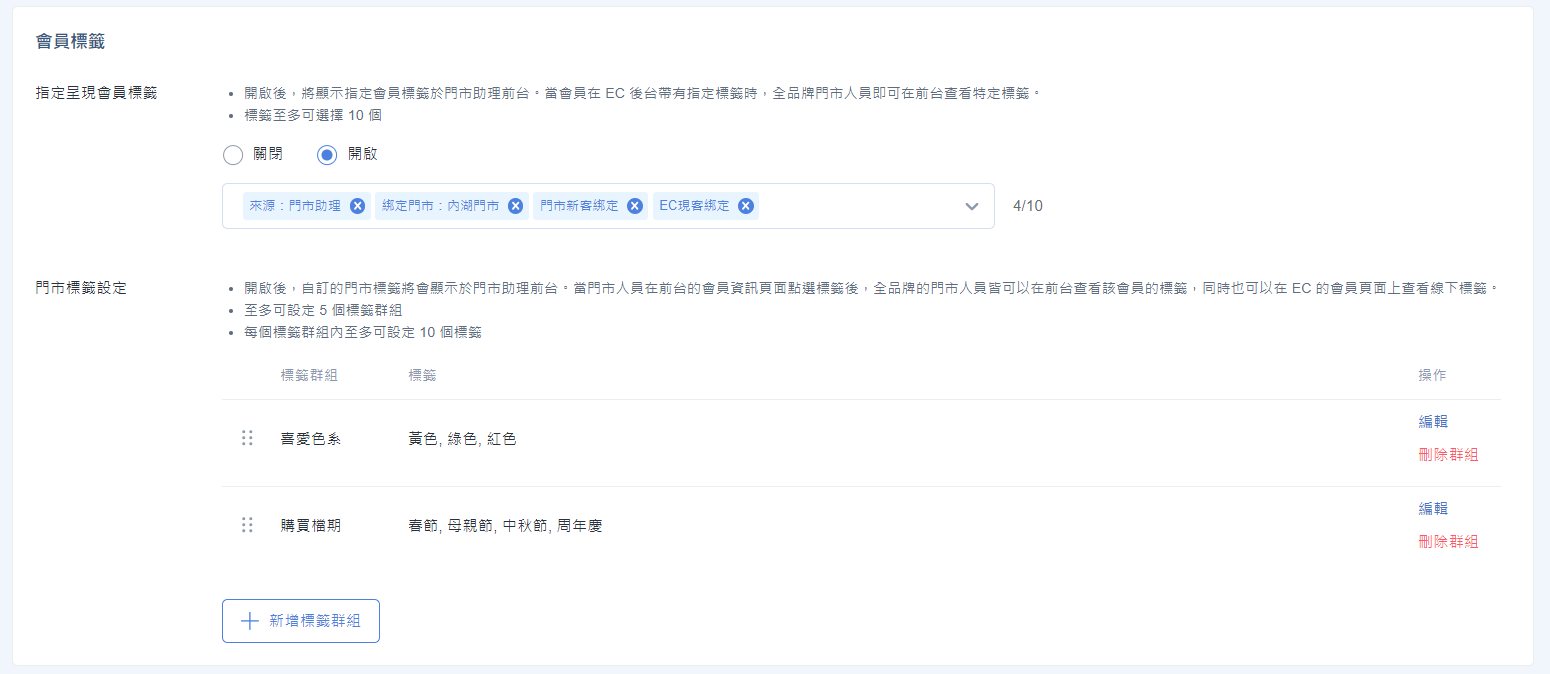 會員標籤
指定呈現會員標籤
開啟後，將顯示指定會員標籤於門市助理前台。當會員在 EC 後台帶有指定標籤時，全品牌門市人員即可在前台查看特定標籤。
標籤至多可選擇 10 個
關閉 開啟
來源：門市助理 綁定門市：內湖門市 門市新客綁定 EC現客綁定 4/10
門市標籤設定
開啟後，自訂的門市標籤將會顯示於門市助理前台。當門市人員在前台的會員資訊頁面點選標籤後，全品牌的門市人員皆可以在前台查看該會員的標籤，同時也可以在 EC 的會員頁面上查看線下標籤。
至多可設定 5 個標籤群組
每個標籤群組內至多可設定 10 個標籤
標籤群組 標籤 操作
喜愛色系 黃色, 綠色, 紅色
編輯
刪除群組
購買檔期 春節, 母親節, 中秋節, 周年慶
編輯
刪除群組
新增標籤群組